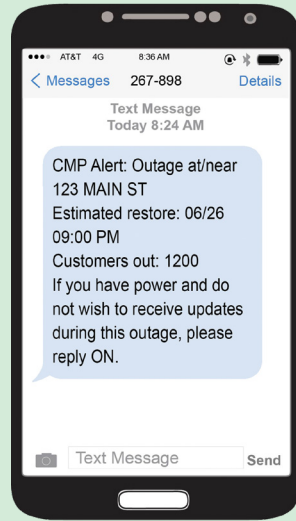 AT&T 4G 8:36 AM
Messages 267-898 Details
Text Message
Today 8:24 AM
CMP Alert: Outage at/near
123 MAIN ST
Estimated restore: 06/26
09:00 PM
Customers out: 1200
If you have power and do
not wish to receive updates
during this outage, please
reply ON.
Text Message Send